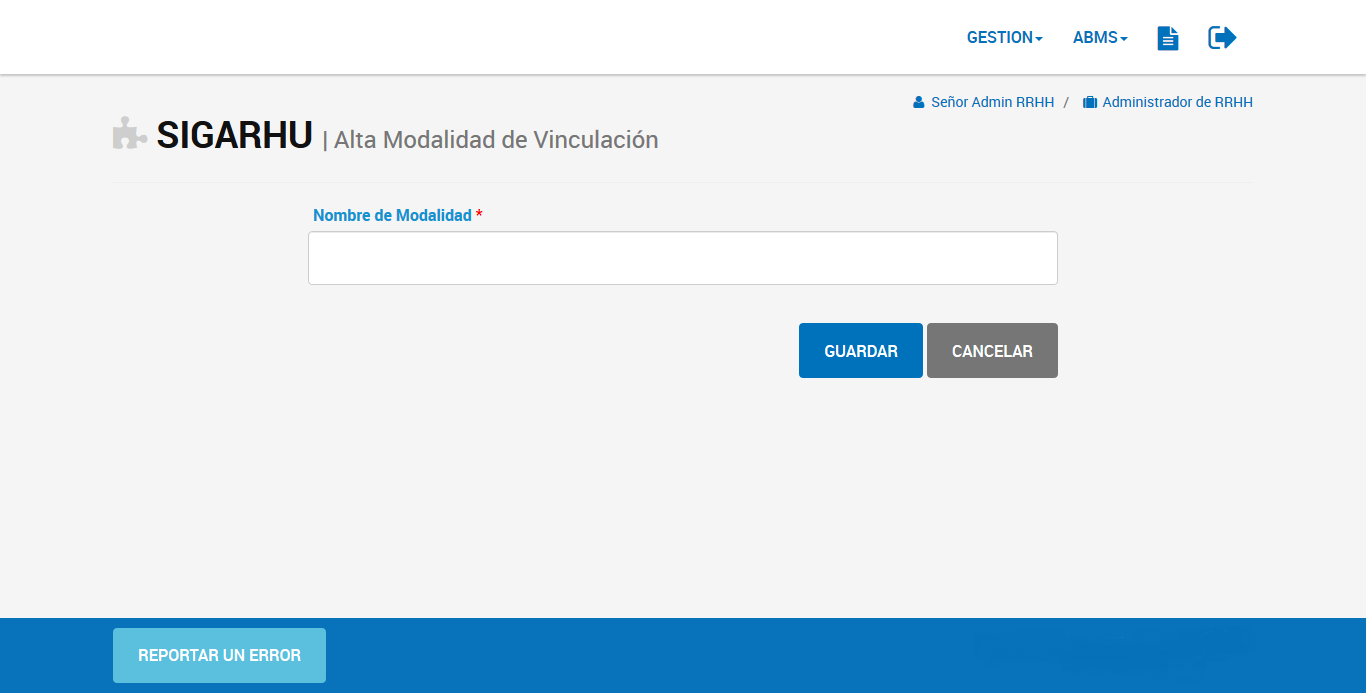 GESTION ABMS
Señor Admin RRHH / Administrador de RRHH
SIGARHU | Alta Modalidad de Vinculación
Nombre de Modalidad *
GUARDAR CANCELAR
REPORTAR UN ERROR